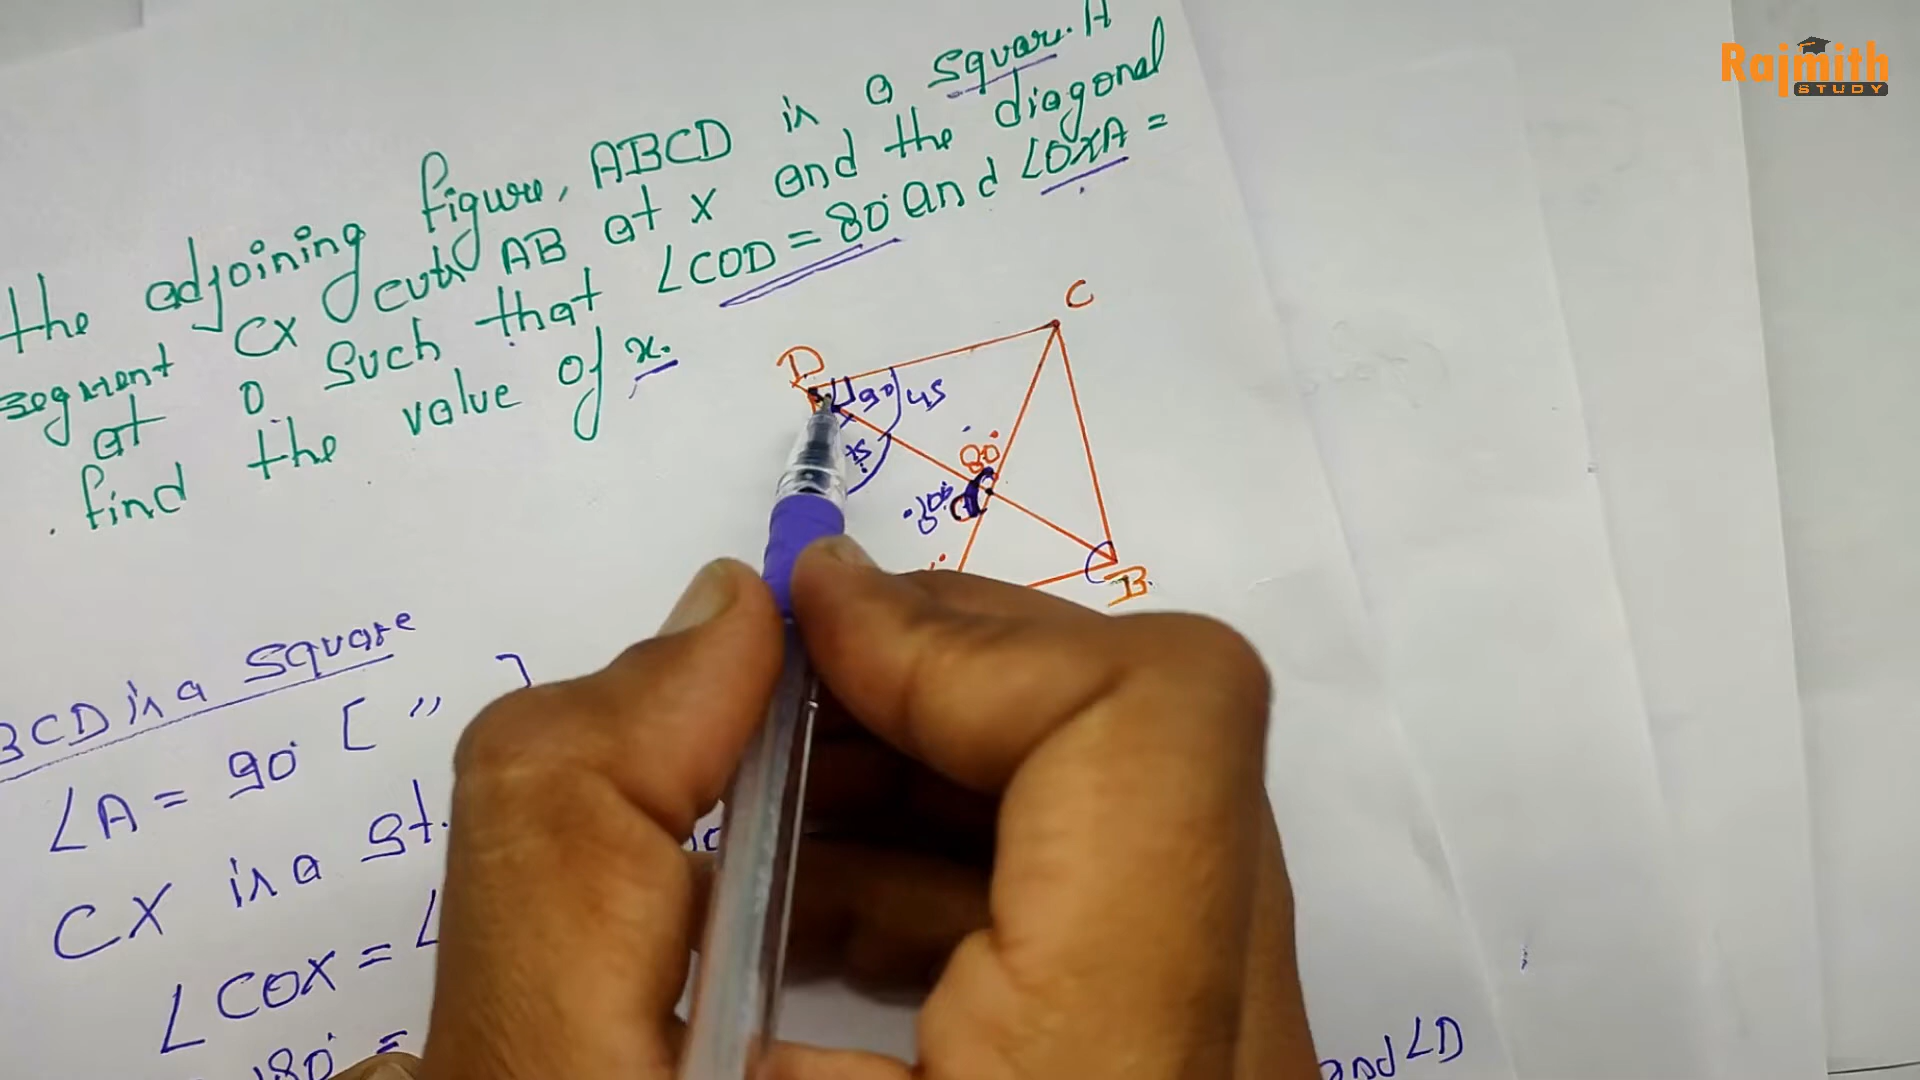 the adjoining figure, ABCD is a square. A
segment CX cuts AB at X and the diagonal
at O such that ∠COD = 80° and ∠OXA =
find the value of x.
D
C
90
45
45
80°
100°
O
B
BCD is a square
∠A = 90° [ " ]
CX is a st.
∠COX = ∠
180° =
and ∠D
Rajmith
STUDY